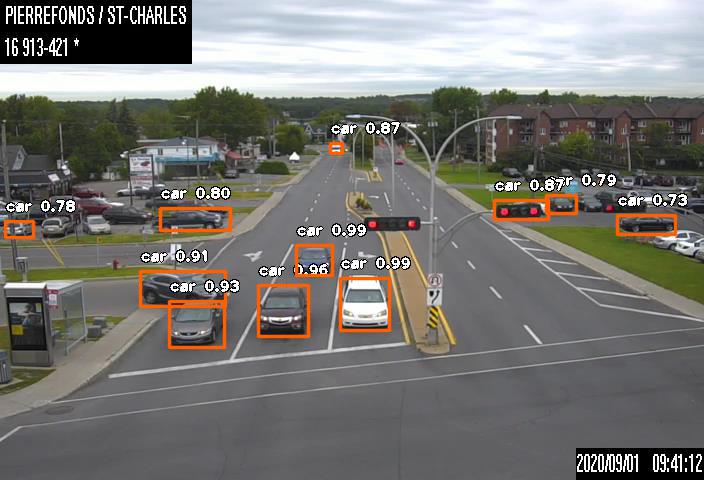 PIERREFONDS / ST-CHARLES
16 913-421 *
car 0.87
car 0.79
car 0.87
car 0.80
car 0.73
car 0.78
car 0.99
car 0.91
car 0.96
car 0.99
car 0.93
2020/09/01 09:41:12